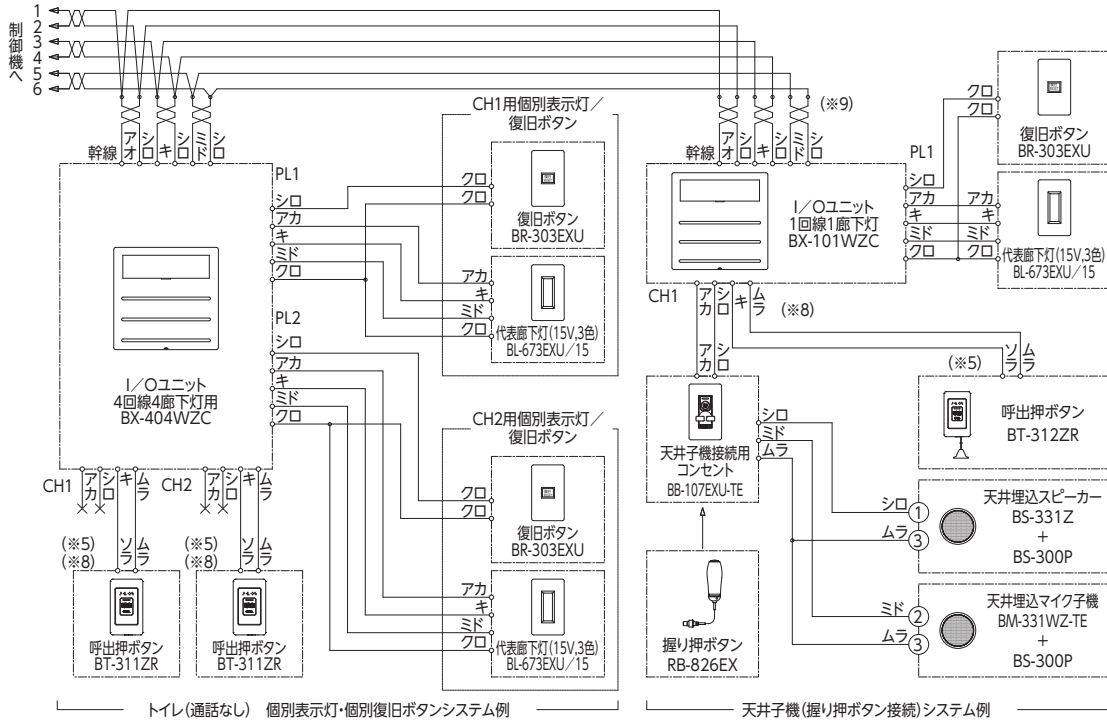 制御機へ
1
2
3
4
5
6
幹線
アオ
シロ
キ
シロ
ミド
シロ
PL1
シロ
アカ
キ
ミド
クロ
PL2
シロ
アカ
キ
ミド
クロ
I/Oユニット
4回線4廊下灯用
BX-404WZC
CH1
アカ
シロ
キ
ムラ
CH2
アカ
シロ
キ
ムラ
(※5)
(※8)
ソラ
ムラ
(※5)
(※8)
ソラ
ムラ
呼出押ボタン
BT-311ZR
呼出押ボタン
BT-311ZR
CH1用個別表示灯/
復旧ボタン
クロ
クロ
復旧ボタン
BR-303EXU
アカ
キ
ミド
クロ
代表廊下灯(15V,3色)
BL-673EXU/15
CH2用個別表示灯/
復旧ボタン
クロ
クロ
復旧ボタン
BR-303EXU
アカ
キ
ミド
クロ
代表廊下灯(15V,3色)
BL-673EXU/15
トイレ(通話なし) 個別表示灯・個別復旧ボタンシステム例
(※9)
幹線
アオ
シロ
キ
シロ
ミド
シロ
PL1
シロ
アカ
キ
ミド
クロ
I/Oユニット
1回線1廊下灯
BX-101WZC
クロ
クロ
復旧ボタン
BR-303EXU
アカ
キ
ミド
クロ
代表廊下灯(15V,3色)
BL-673EXU/15
CH1
アカ
シロ
キ
ムラ
(※8)
アカ
シロ
天井子機接続用
コンセント
BB-107EXU-TE
シロ
ミド
ムラ
握り押ボタン
RB-826EX
(※5)
ソラ
ムラ
呼出押ボタン
BT-312ZR
シロ
①
ムラ
③
天井埋込スピーカー
BS-331Z
+
BS-300P
ミド
②
ムラ
③
天井埋込マイク子機
BM-331WZ-TE
+
BS-300P
天井子機(握り押ボタン接続)システム例